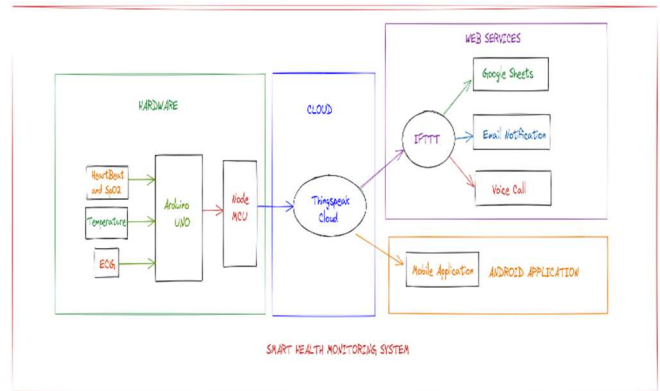 WEB SERVICES
Google Sheets
HARDWARE
CLOUD
IFTTT
Email Notification
HeartBeat
and SpO2
Arduino
UNO
Node
MCU
Thingspeak
Cloud
Voice Call
Temperature
ECG
Mobile Application
ANDROID APPLICATION
SMART HEALTH MONITORING SYSTEM